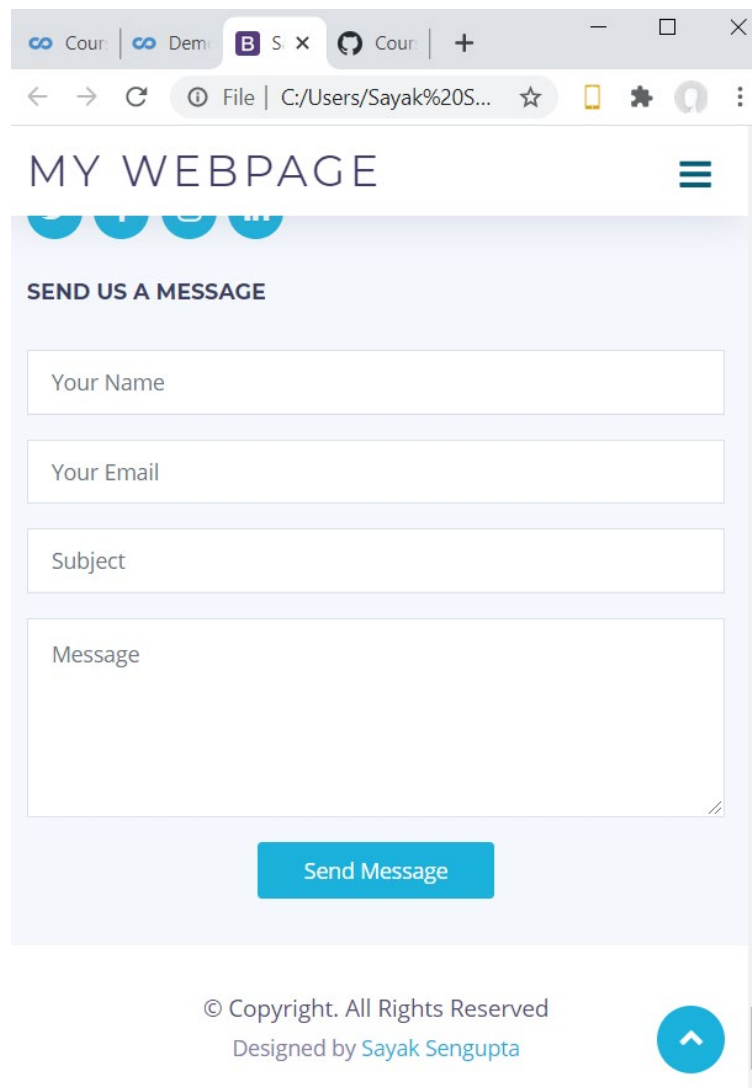 Cour
Dem
B S
Cour
File | C:/Users/Sayak%20S...
MY WEBPAGE
SEND US A MESSAGE
Your Name
Your Email
Subject
Message
Send Message
© Copyright. All Rights Reserved
Designed by Sayak Sengupta